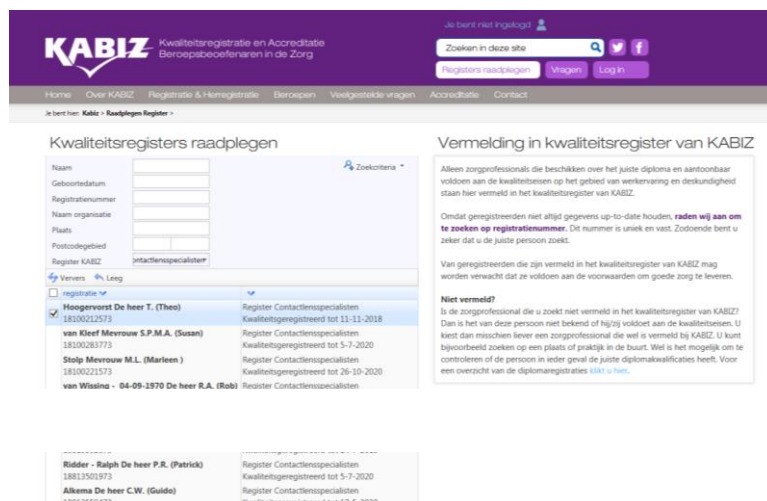 Je bent niet ingelogd
KABIZ
Kwaliteitsregistratie en Accreditatie
Beroepsbeoefenaren in de Zorg
Zoeken in deze site
Registers raadplegen Vragen Log in
Home Over KABIZ Registratie & Herregistratie Beroepen Veelgestelde vragen Accreditatie Contact
Je bent hier: Kabiz > Raadplegen Register >
Kwaliteitsregisters raadplegen
Naam
Zoekcriteria
Geboortedatum
Registratienummer
Naam organisatie
Plaats
Postcodegebied
Register KABIZ ontactlensspecialisten
Ververs Leeg
registratie
Hoogervorst De heer T. (Theo) Register Contactlensspecialisten
18100212573 Kwaliteitsgeregistreerd tot 11-11-2018
van Kleef Mevrouw S.P.M.A. (Susan) Register Contactlensspecialisten
18100283773 Kwaliteitsgeregistreerd tot 5-7-2020
Stolp Mevrouw M.L. (Marleen ) Register Contactlensspecialisten
18100221573 Kwaliteitsgeregistreerd tot 26-10-2020
van Wissing - 04-09-1970 De heer R.A. (Rob) Register Contactlensspecialisten
Ridder - Ralph De heer P.R. (Patrick) Register Contactlensspecialisten
18813501973 Kwaliteitsgeregistreerd tot 5-7-2020
Alkema De heer C.W. (Guido) Register Contactlensspecialisten
Vermelding in kwaliteitsregister van KABIZ
Alleen zorgprofessionals die beschikken over het juiste diploma en aantoonbaar
voldoen aan de kwaliteitseisen op het gebied van werkervaring en deskundigheid
staan hier vermeld in het kwaliteitsregister van KABIZ.
Omdat geregistreerden niet altijd gegevens up-to-date houden, raden wij aan om
te zoeken op registratienummer. Dit nummer is uniek en vast. Zodoende bent u
zeker dat u de juiste persoon zoekt.
Van geregistreerden die zijn vermeld in het kwaliteitsregister van KABIZ mag
worden verwacht dat ze voldoen aan de voorwaarden om goede zorg te leveren.
Niet vermeld?
Is de zorgprofessional die u zoekt niet vermeld in het kwaliteitsregister van KABIZ?
Dan is het van deze persoon niet bekend of hij/zij voldoet aan de kwaliteitseisen. U
kiest dan misschien liever een zorgprofessional die wel is vermeld bij KABIZ. U kunt
bijvoorbeeld zoeken op een plaats of praktijk in de buurt. Wel is het mogelijk om te
controleren of de persoon in ieder geval de juiste diplomakwalificaties heeft. Voor
een overzicht van de diplomaregistraties klikt u hier.